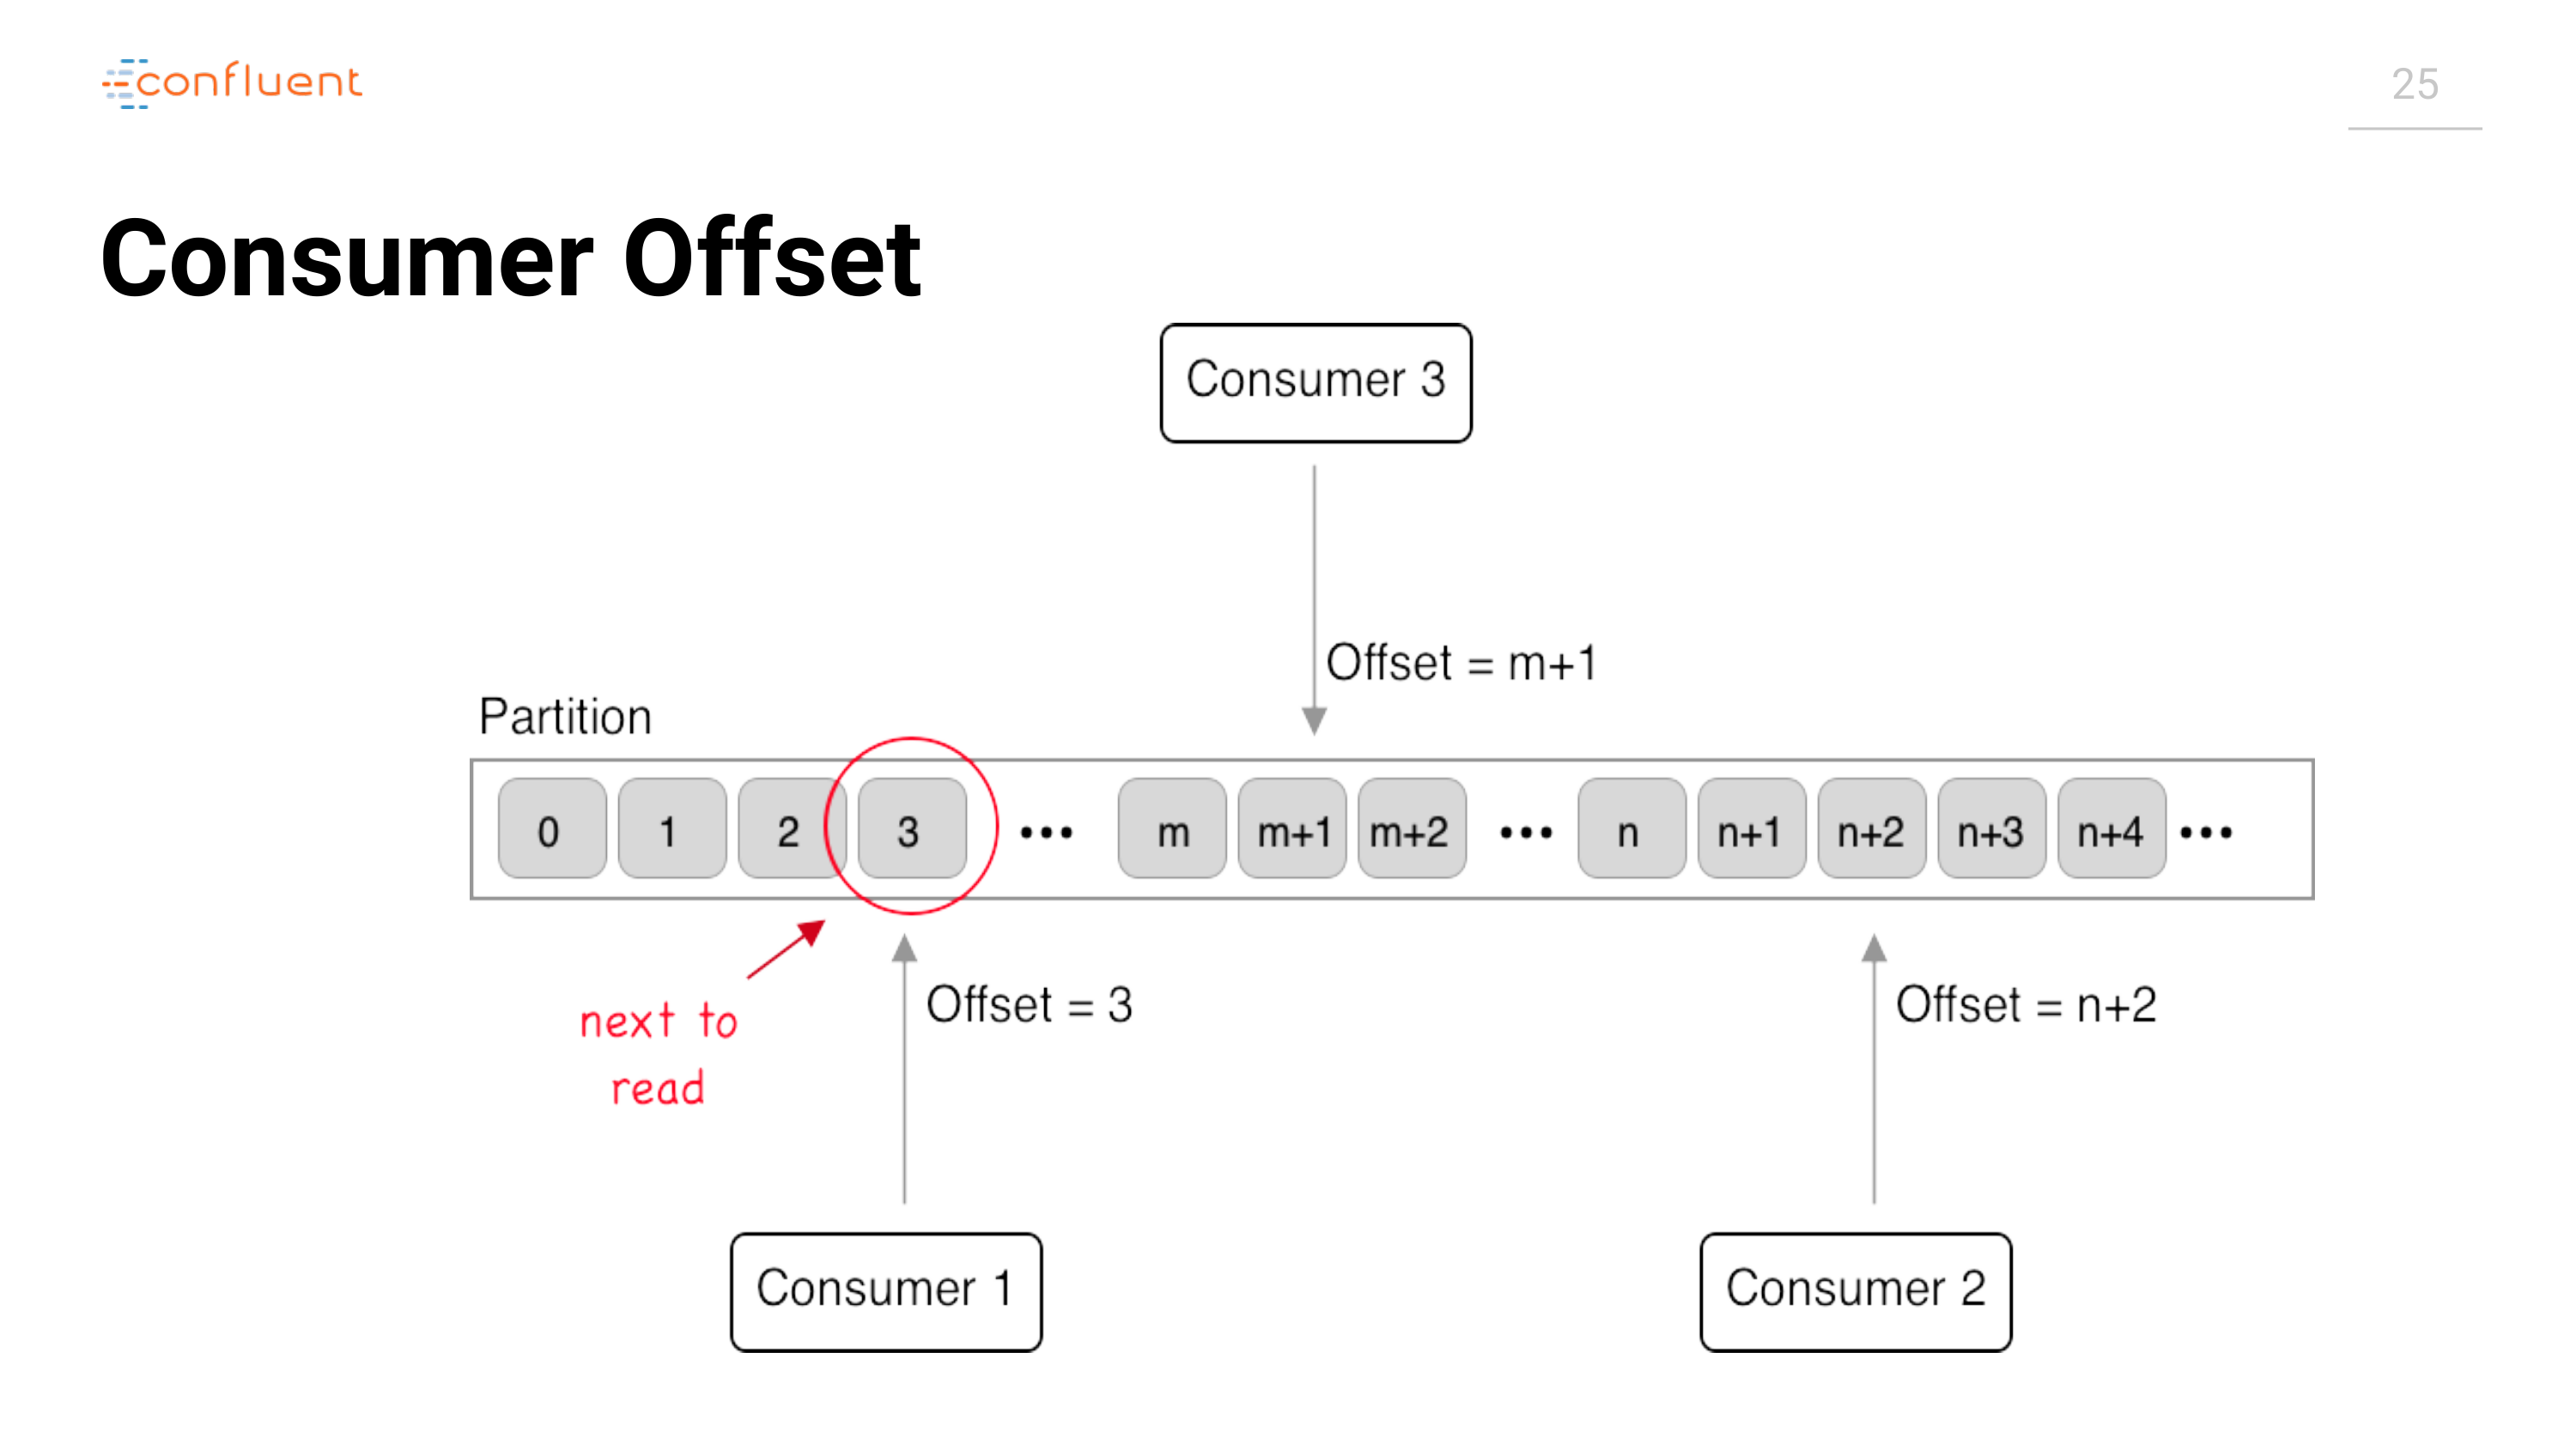 confluent
25
Consumer Offset
Consumer 3
Offset = m+1
Partition
0 1 2 3 ••• m m+1 m+2 ••• n n+1 n+2 n+3 n+4 •••
next to
read
Offset = 3
Offset = n+2
Consumer 1
Consumer 2